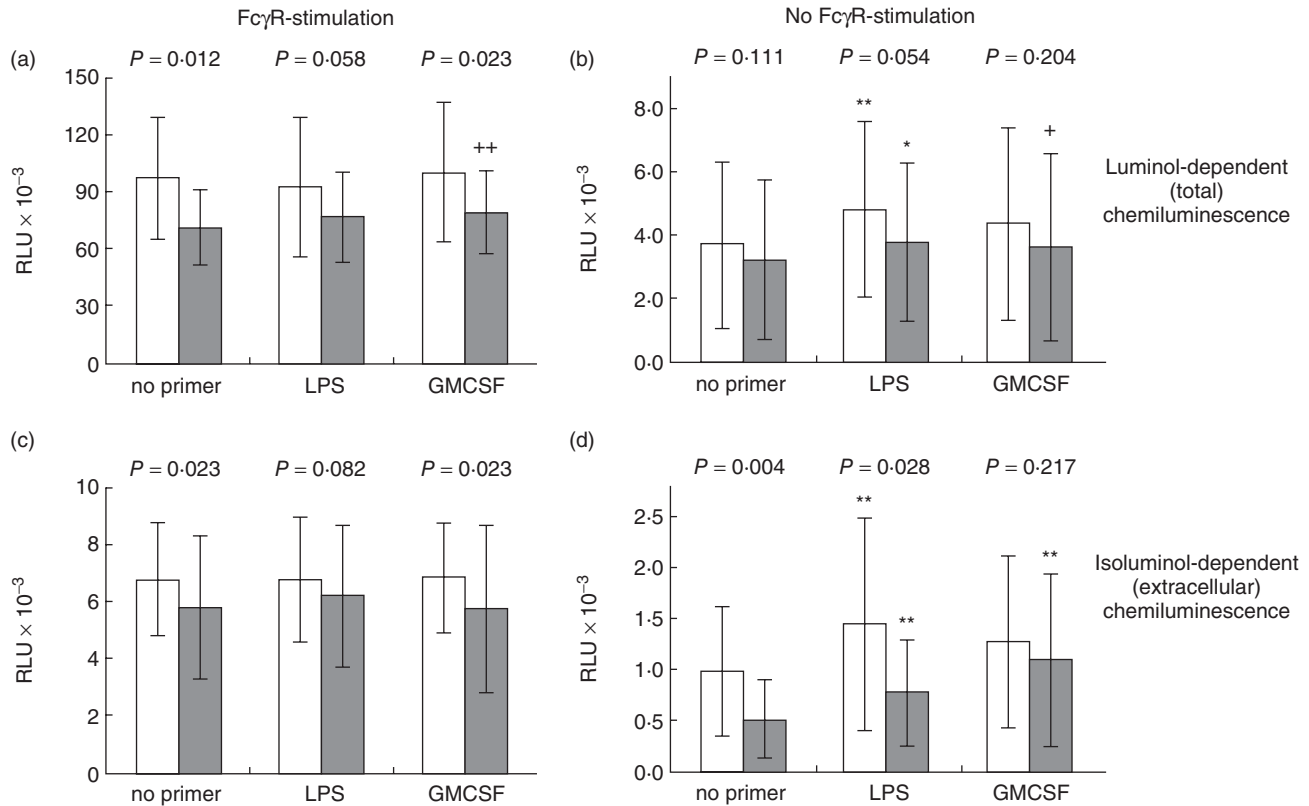 FcγR-stimulation
No FcγR-stimulation
(a)
P = 0·012 P = 0·058 P = 0·023
150
120
90
60
30
0
RLU × 10⁻³
++
no primer LPS GMCSF
(b)
P = 0·111 P = 0·054 P = 0·204
8·0
6·0
4·0
2·0
0·0
RLU × 10⁻³
** * +
no primer LPS GMCSF
Luminol-dependent
(total)
chemiluminescence
(c)
P = 0·023 P = 0·082 P = 0·023
10
8
6
4
2
0
RLU × 10⁻³
no primer LPS GMCSF
(d)
P = 0·004 P = 0·028 P = 0·217
2·5
2·0
1·5
1·0
0·5
0·0
RLU × 10⁻³
** ** **
no primer LPS GMCSF
Isoluminol-dependent
(extracellular)
chemiluminescence